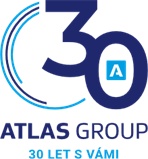 30
A
ATLAS GROUP
30 LET S VÁMI